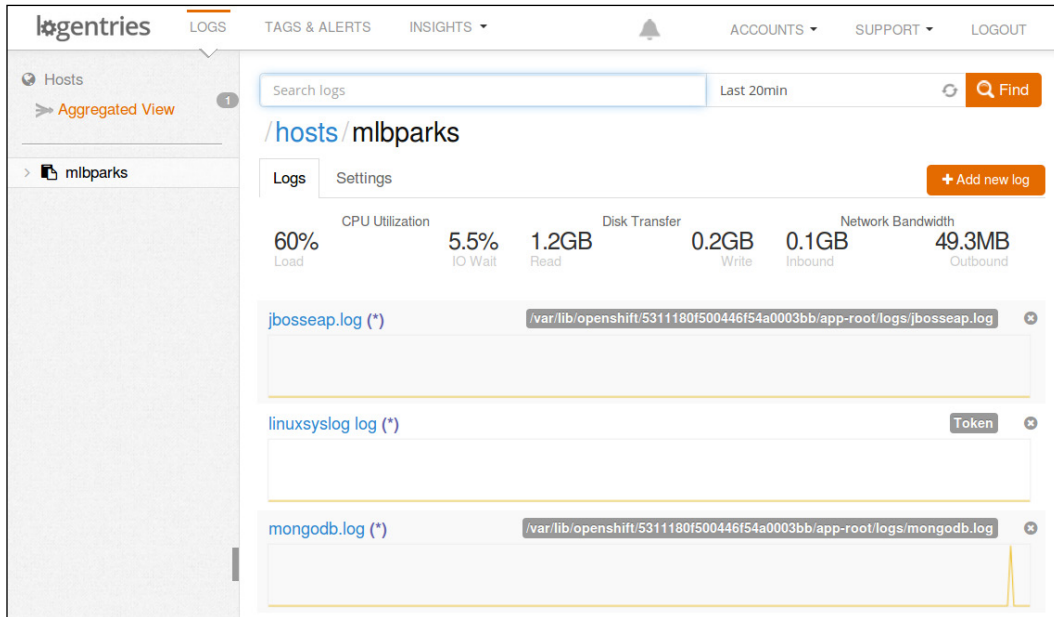 logentries LOGS TAGS & ALERTS INSIGHTS ACCOUNTS SUPPORT LOGOUT
Hosts
Aggregated View
1
mlbparks
Search logs Last 20min Find
/hosts/mlbparks
Logs Settings + Add new log
CPU Utilization Disk Transfer Network Bandwidth
60% 5.5% 1.2GB 0.2GB 0.1GB 49.3MB
Load IO Wait Read Write Inbound Outbound
jbosseap.log (*) /var/lib/openshift/5311180f500446f54a0003bb/app-root/logs/jbosseap.log
linuxsyslog log (*) Token
mongodb.log (*) /var/lib/openshift/5311180f500446f54a0003bb/app-root/logs/mongodb.log